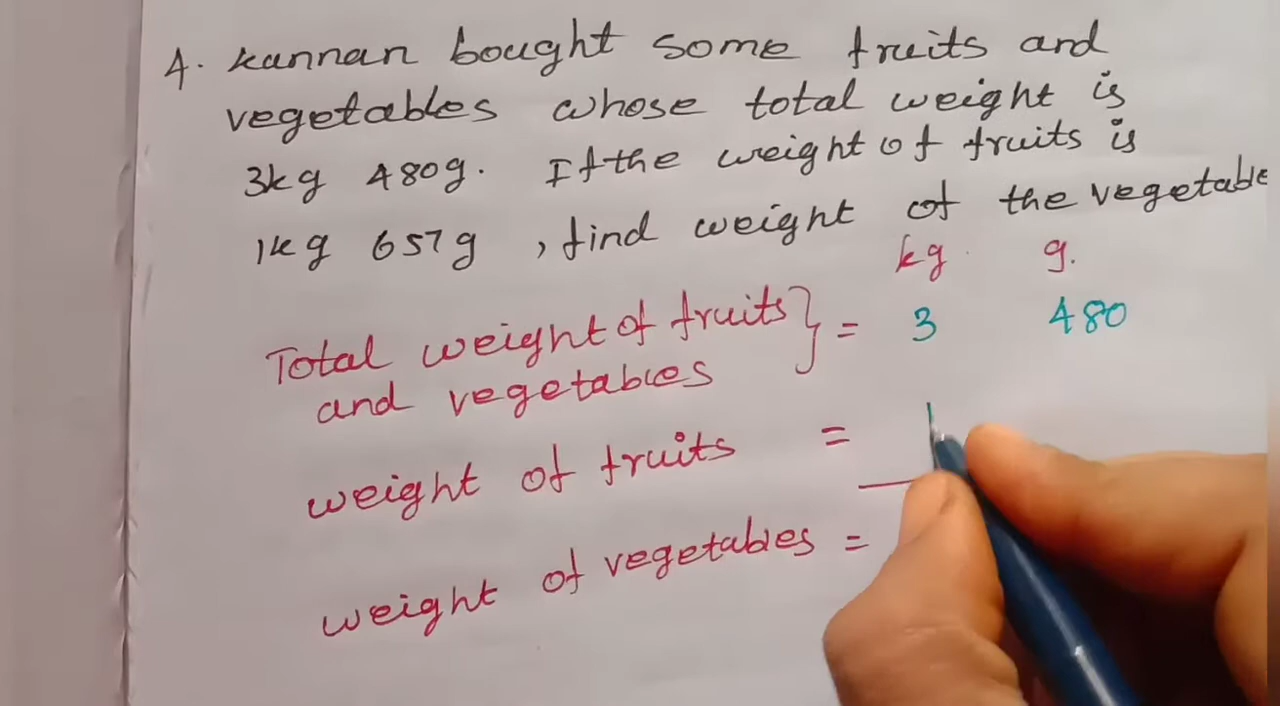 4. kannan bought some fruits and
vegetables whose total weight is
3kg 480g. If the weight of fruits is
1kg 657g , find weight of the vegetable
kg g.
Total weight of fruits } = 3 480
and vegetables
weight of fruits = 1
weight of vegetables =